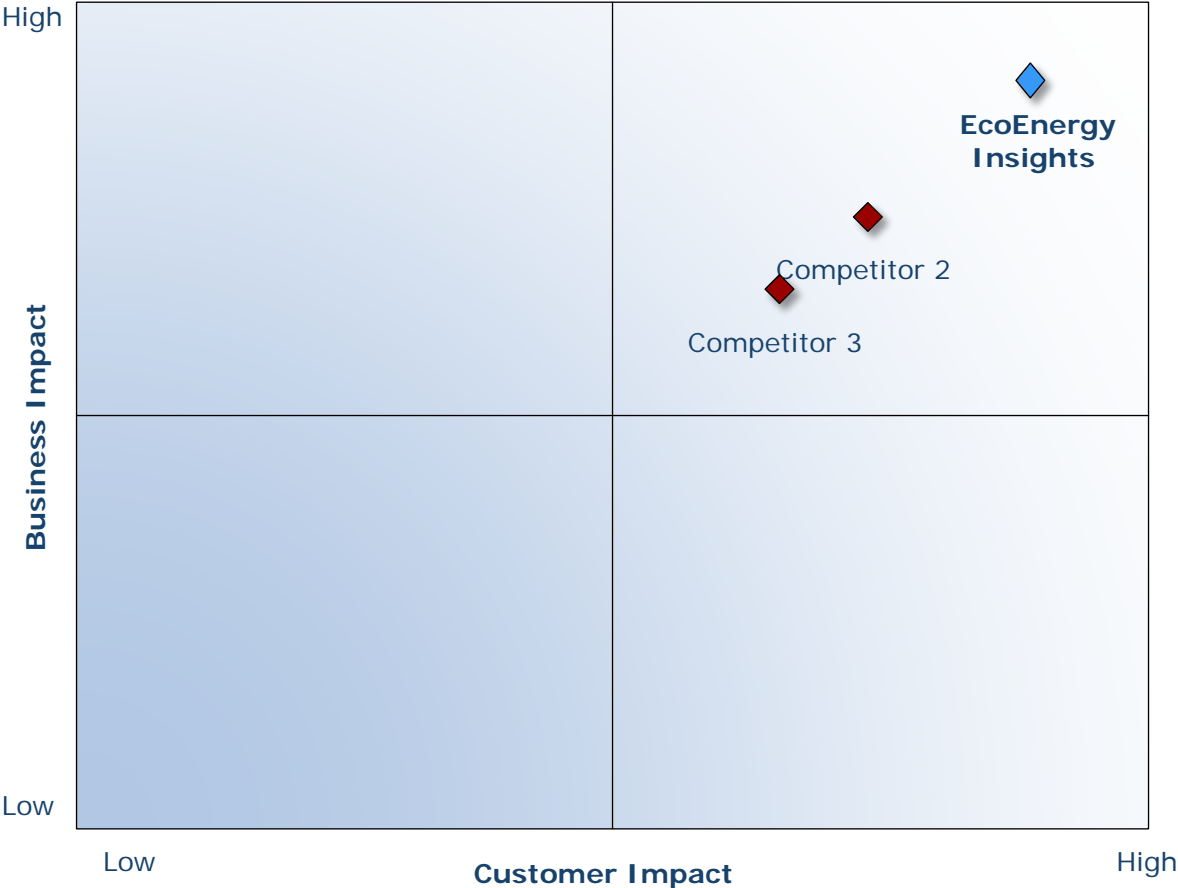 High
EcoEnergy
Insights
Competitor 2
Competitor 3
Business Impact
Low
Low
High
Customer Impact